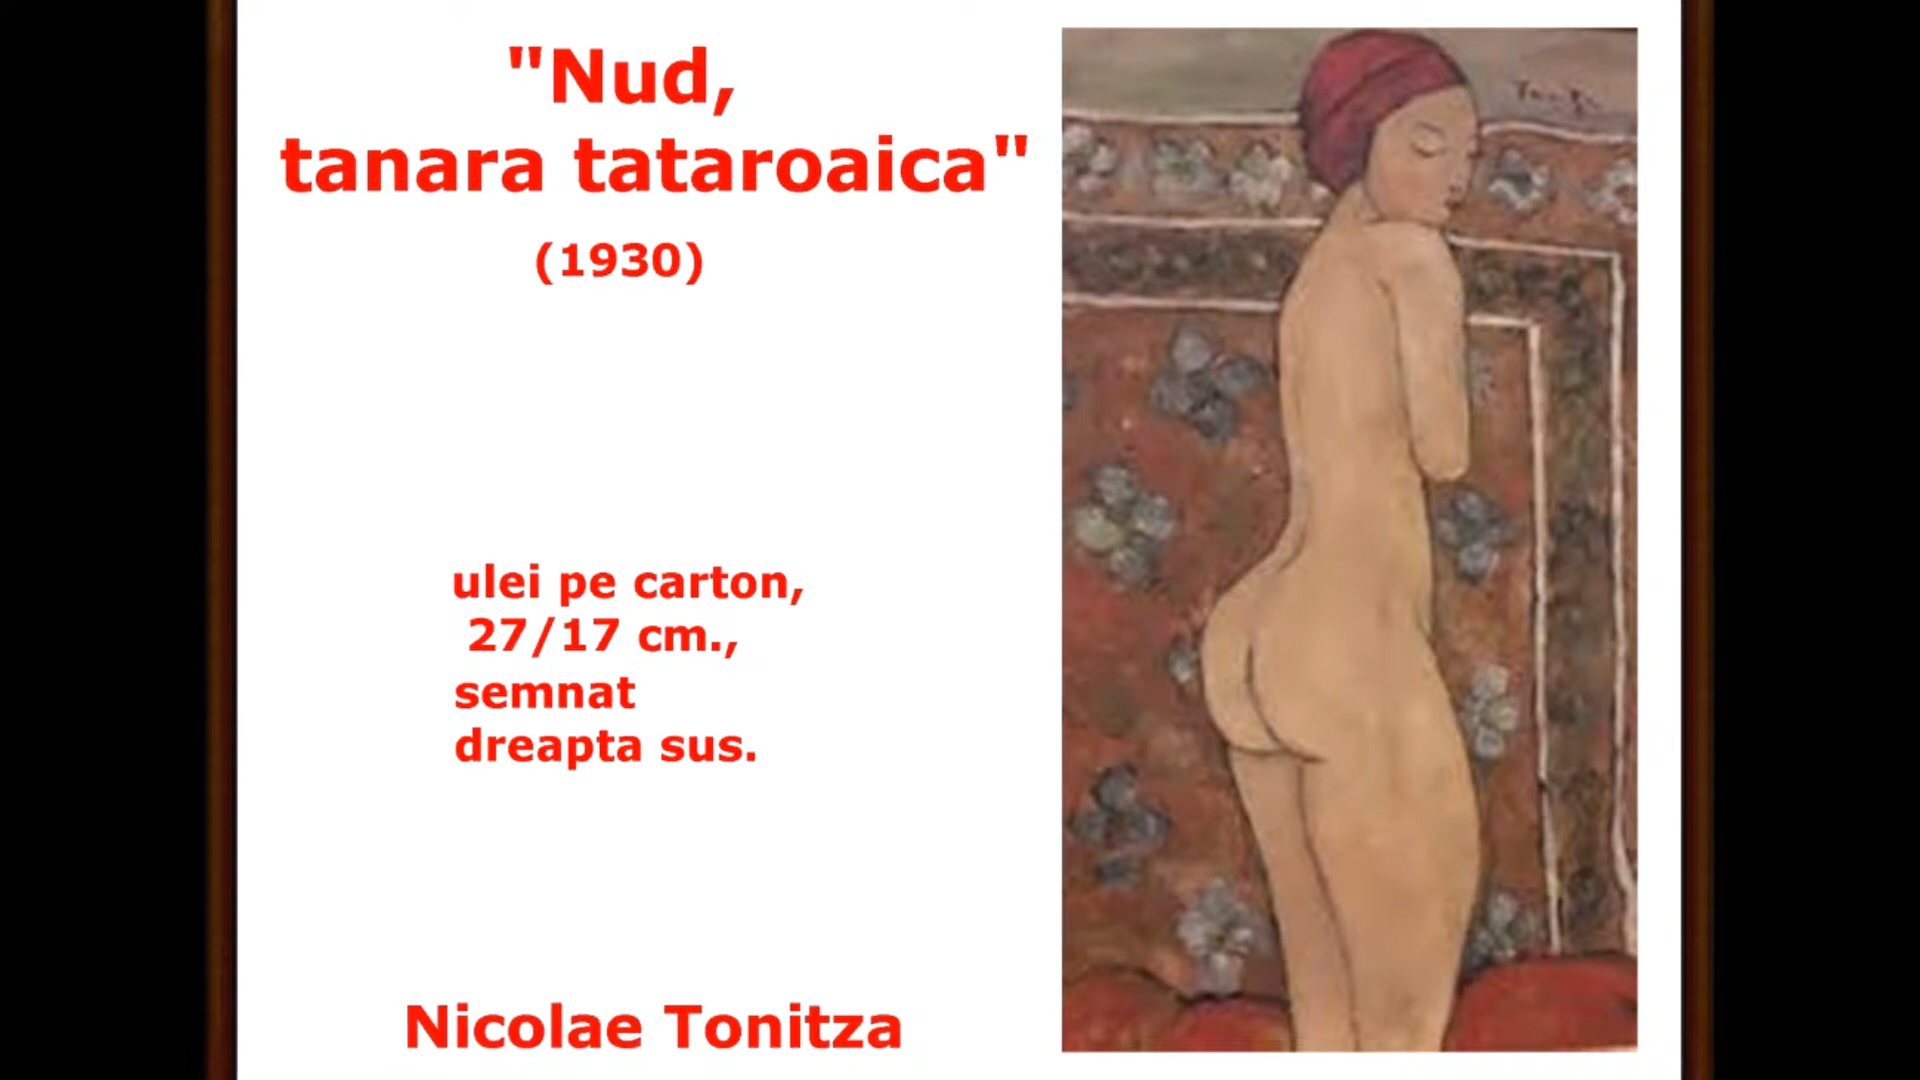 "Nud,
tanara tataroaica"
(1930)
ulei pe carton,
27/17 cm.,
semnat
dreapta sus.
Nicolae Tonitza